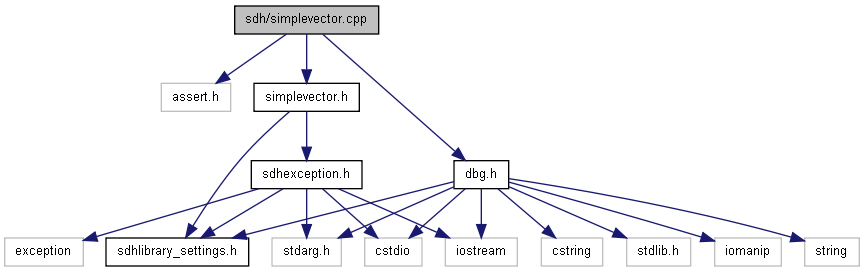 sdh/simplevector.cpp
assert.h
simplevector.h
sdhexception.h
dbg.h
exception
sdhlibrary_settings.h
stdarg.h
cstdio
iostream
cstring
stdlib.h
iomanip
string